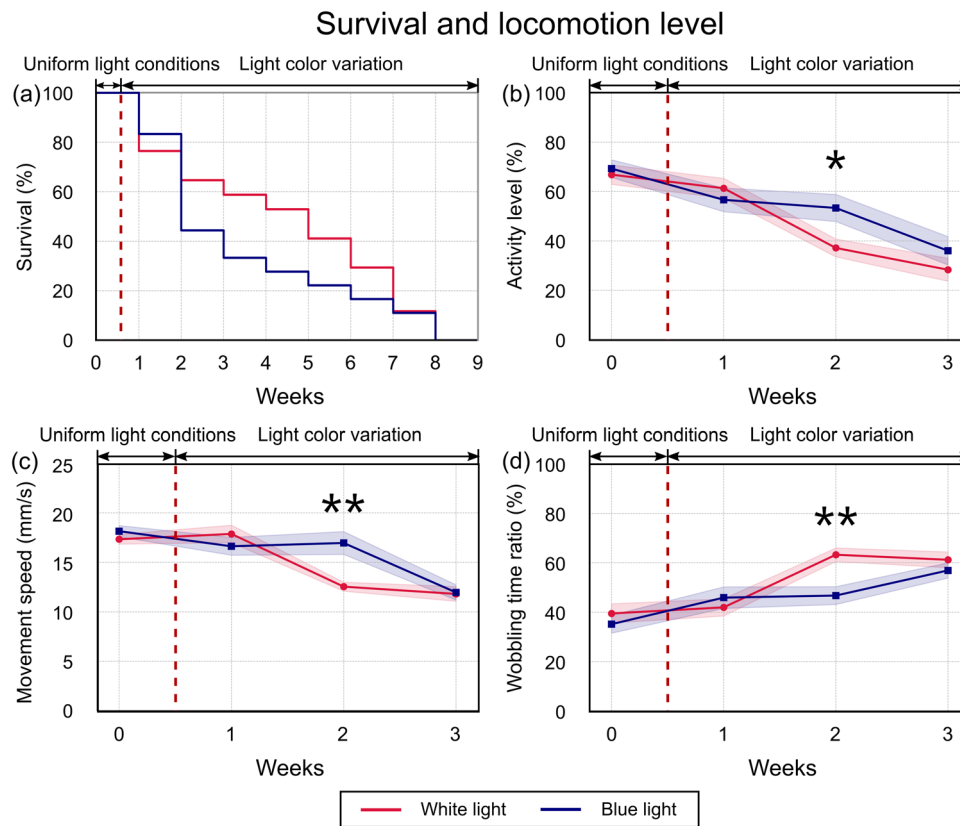 Survival and locomotion level
Uniform light conditions Light color variation
(a)
Survival (%)
100
80
60
40
20
0
0 1 2 3 4 5 6 7 8 9
Weeks
Uniform light conditions Light color variation
(b)
Activity level (%)
100
80
60
40
20
0
*
0 1 2 3
Weeks
Uniform light conditions Light color variation
(c)
Movement speed (mm/s)
25
20
15
10
5
0
**
0 1 2 3
Weeks
Uniform light conditions Light color variation
(d)
Wobbling time ratio (%)
100
80
60
40
20
0
**
0 1 2 3
Weeks
White light Blue light